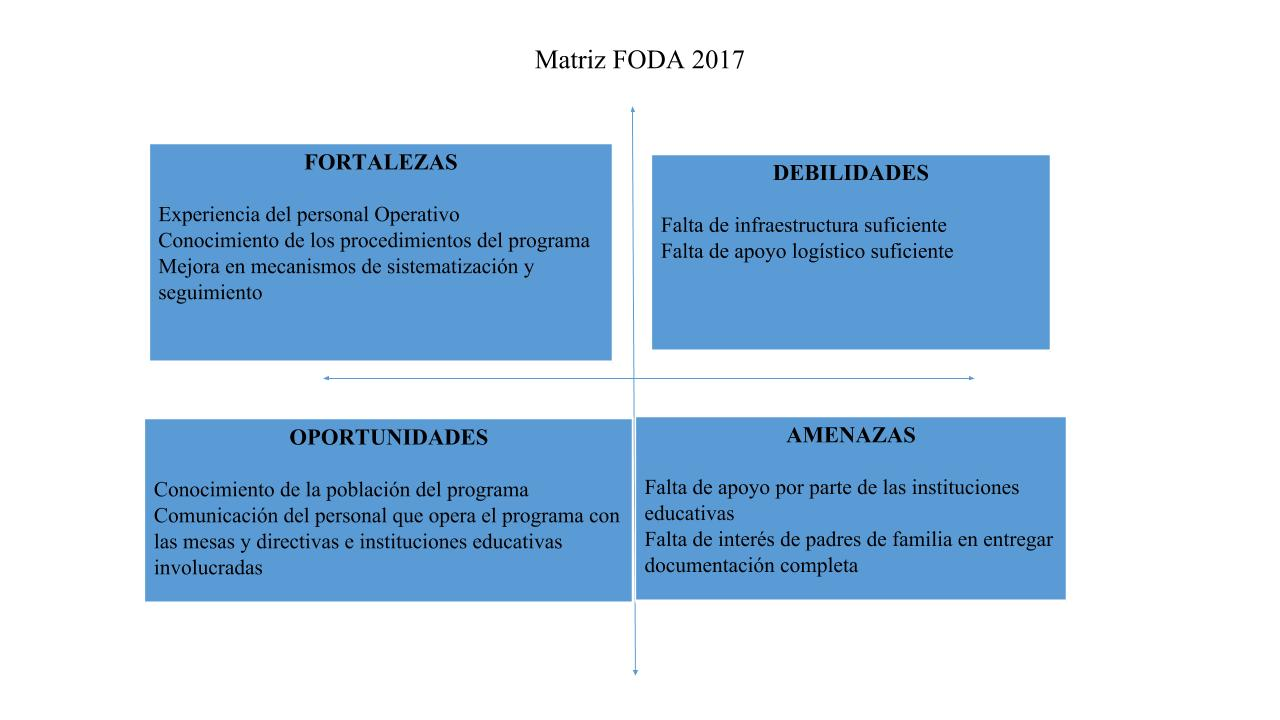 Matriz FODA 2017
FORTALEZAS
Experiencia del personal Operativo
Conocimiento de los procedimientos del programa
Mejora en mecanismos de sistematización y
seguimiento
DEBILIDADES
Falta de infraestructura suficiente
Falta de apoyo logístico suficiente
OPORTUNIDADES
Conocimiento de la población del programa
Comunicación del personal que opera el programa con
las mesas y directivas e instituciones educativas
involucradas
AMENAZAS
Falta de apoyo por parte de las instituciones
educativas
Falta de interés de padres de familia en entregar
documentación completa